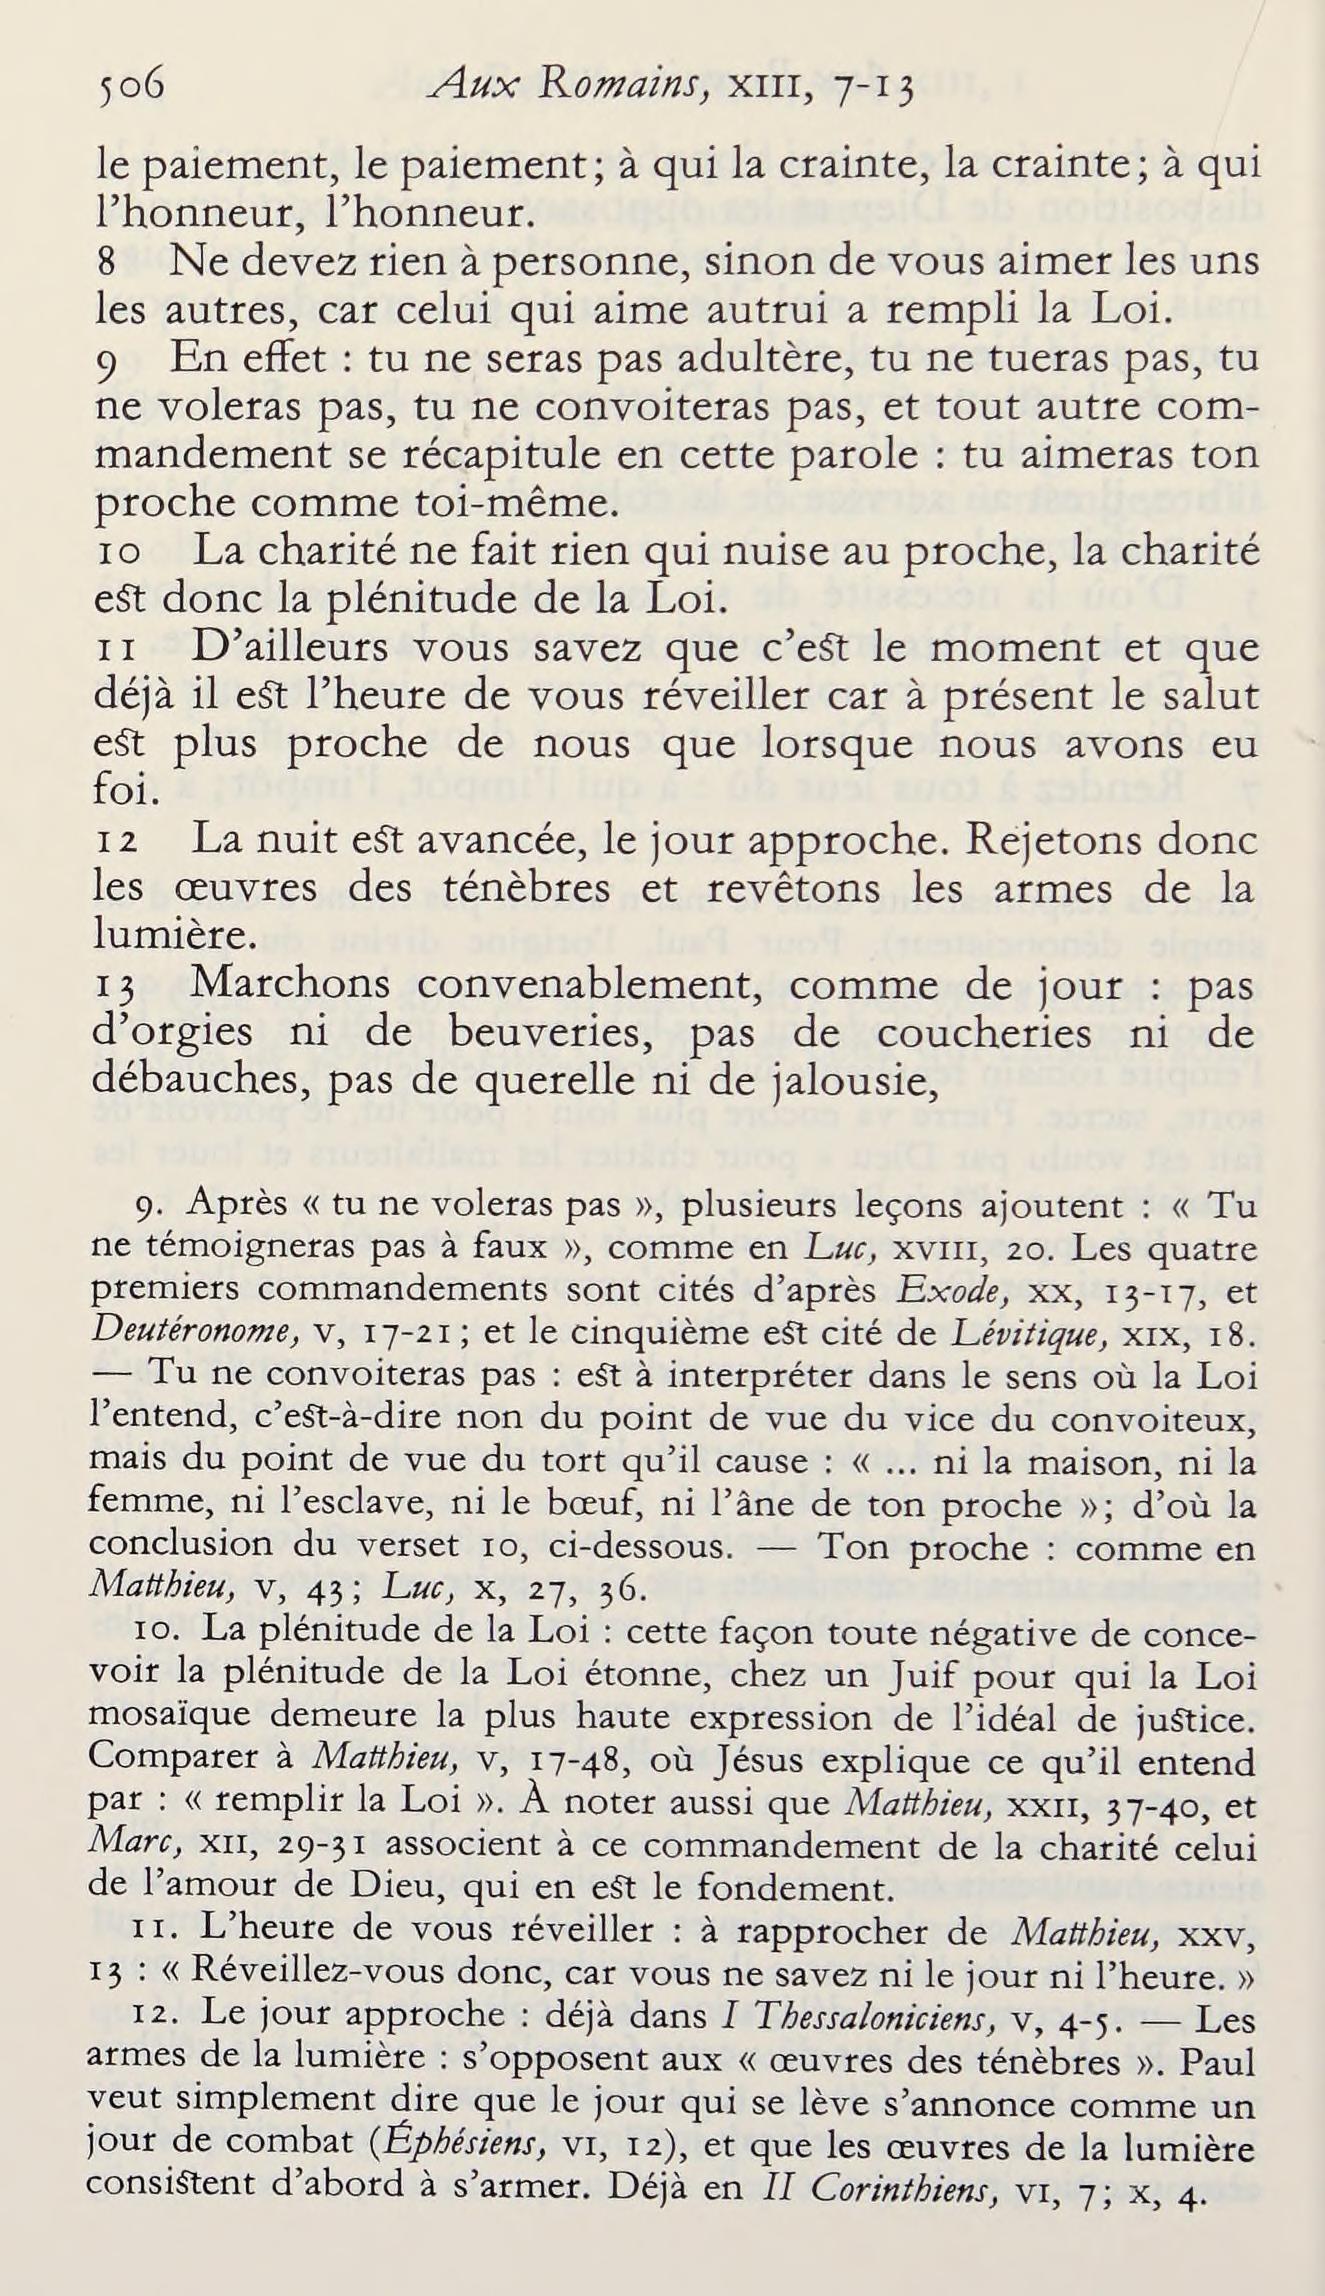 506 Aux Romains, XIII, 7-13
le paiement, le paiement ; à qui la crainte, la crainte ; à qui
l’honneur, l’honneur.
8 Ne devez rien à personne, sinon de vous aimer les uns
les autres, car celui qui aime autrui a rempli la Loi.
9 En effet : tu ne seras pas adultère, tu ne tueras pas, tu
ne voleras pas, tu ne convoiteras pas, et tout autre com-
mandement se récapitule en cette parole : tu aimeras ton
proche comme toi-même.
10 La charité ne fait rien qui nuise au proche, la charité
est donc la plénitude de la Loi.
11 D’ailleurs vous savez que c’est le moment et que
déjà il est l’heure de vous réveiller car à présent le salut
est plus proche de nous que lorsque nous avons eu
foi.
12 La nuit est avancée, le jour approche. Rejetons donc
les œuvres des ténèbres et revêtons les armes de la
lumière.
13 Marchons convenablement, comme de jour : pas
d’orgies ni de beuveries, pas de coucheries ni de
débauches, pas de querelle ni de jalousie,
9. Après « tu ne voleras pas », plusieurs leçons ajoutent : « Tu
ne témoigneras pas à faux », comme en Luc, XVIII, 20. Les quatre
premiers commandements sont cités d’après Exode, XX, 13-17, et
Deutéronome, V, 17-21 ; et le cinquième est cité de Lévitique, XIX, 18.
— Tu ne convoiteras pas : est à interpréter dans le sens où la Loi
l’entend, c’est-à-dire non du point de vue du vice du convoiteux,
mais du point de vue du tort qu’il cause : « ... ni la maison, ni la
femme, ni l’esclave, ni le bœuf, ni l’âne de ton proche » ; d’où la
conclusion du verset 10, ci-dessous. — Ton proche : comme en
Matthieu, V, 43 ; Luc, X, 27, 36.
10. La plénitude de la Loi : cette façon toute négative de conce-
voir la plénitude de la Loi étonne, chez un Juif pour qui la Loi
mosaïque demeure la plus haute expression de l’idéal de justice.
Comparer à Matthieu, V, 17-48, où Jésus explique ce qu’il entend
par : « remplir la Loi ». À noter aussi que Matthieu, XXII, 37-40, et
Marc, XII, 29-31 associent à ce commandement de la charité celui
de l’amour de Dieu, qui en est le fondement.
11. L’heure de vous réveiller : à rapprocher de Matthieu, XXV,
13 : « Réveillez-vous donc, car vous ne savez ni le jour ni l’heure. »
12. Le jour approche : déjà dans I Thessaloniciens, V, 4-5. — Les
armes de la lumière : s’opposent aux « œuvres des ténèbres ». Paul
veut simplement dire que le jour qui se lève s’annonce comme un
jour de combat (Éphésiens, VI, 12), et que les œuvres de la lumière
consistent d’abord à s’armer. Déjà en II Corinthiens, VI, 7 ; X, 4.